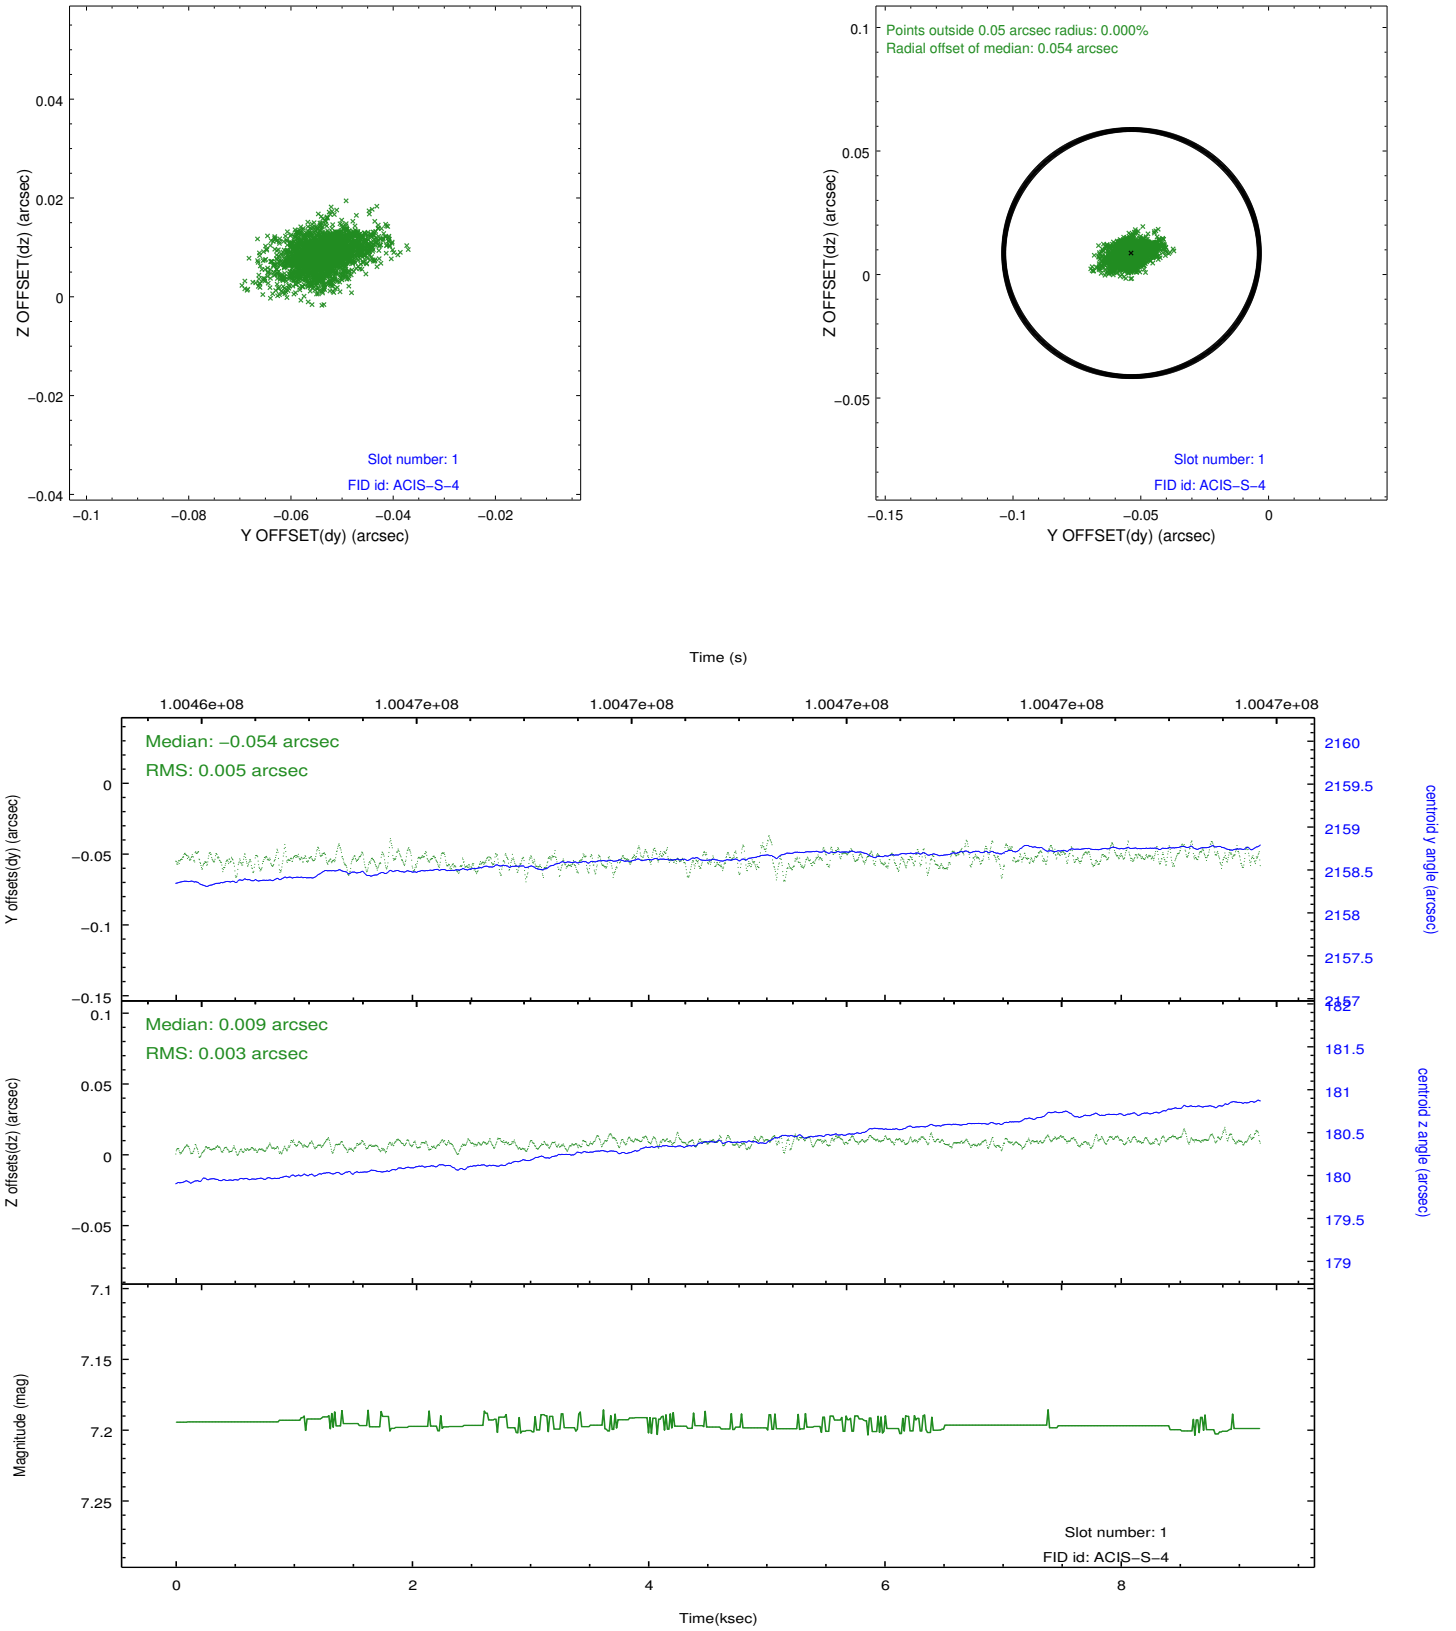 0.04
0.02
0
−0.02
−0.04
Z OFFSET(dz) (arcsec)
Slot number: 1
FID id: ACIS−S−4
−0.1
−0.08
−0.06
−0.04
−0.02
Y OFFSET(dy) (arcsec)
Points outside 0.05 arcsec radius: 0.000%
Radial offset of median: 0.054 arcsec
0.1
0.05
0
−0.05
Z OFFSET(dz) (arcsec)
Slot number: 1
FID id: ACIS−S−4
−0.15
−0.1
−0.05
0
Y OFFSET(dy) (arcsec)
Time (s)
1.0046e+08
1.0047e+08
1.0047e+08
1.0047e+08
1.0047e+08
1.0047e+08
Median: −0.054 arcsec
RMS: 0.005 arcsec
0
−0.05
−0.1
−0.15
Y offsets(dy) (arcsec)
2160
2159.5
2159
2158.5
2158
2157.5
2157
centroid y angle (arcsec)
Median: 0.009 arcsec
RMS: 0.003 arcsec
0.1
0.05
0
−0.05
Z offsets(dz) (arcsec)
182
181.5
181
180.5
180
179.5
179
centroid z angle (arcsec)
7.1
7.15
7.2
7.25
Magnitude (mag)
Slot number: 1
FID id: ACIS−S−4
0
2
4
6
8
Time(ksec)